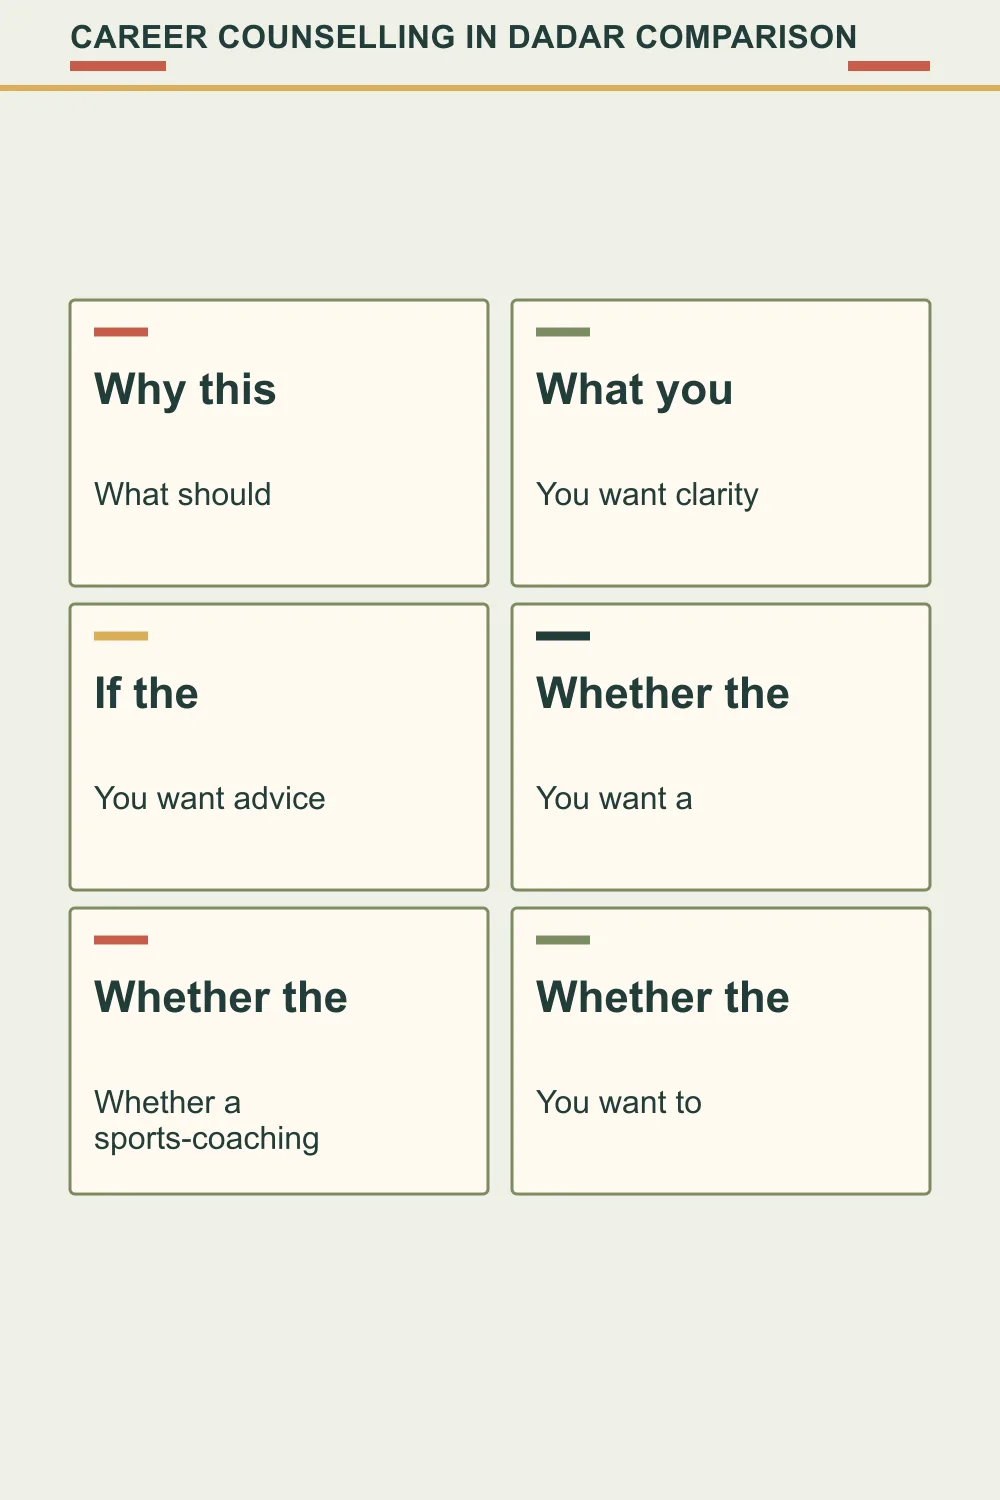 CAREER COUNSELLING IN DADAR COMPARISON
Why this
What should
What you
You want clarity
If the
You want advice
Whether the
You want a
Whether the
Whether a
sports-coaching
Whether the
You want to